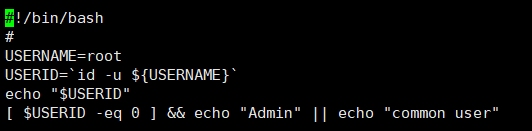 #!/bin/bash
#
USERNAME=root
USERID=`id -u ${USERNAME}`
echo "$USERID"
[ $USERID -eq 0 ] && echo "Admin" || echo "common user"